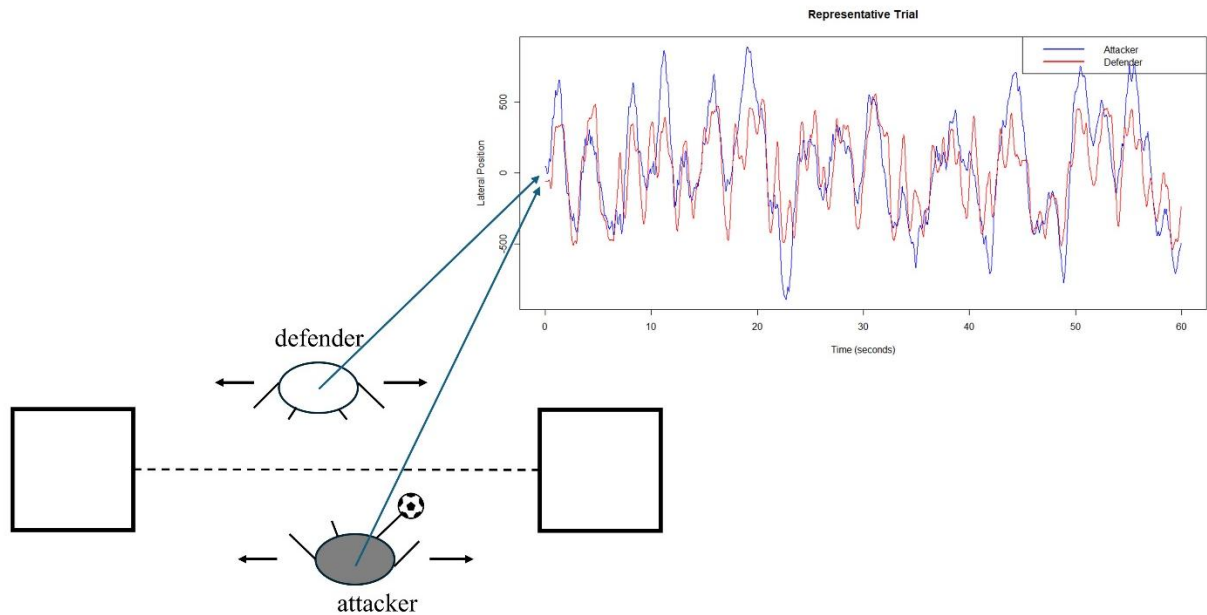 Representative Trial
Attacker
Defender
500
0
-500
Lateral Position
0 10 20 30 40 50 60
Time (seconds)
defender
attacker